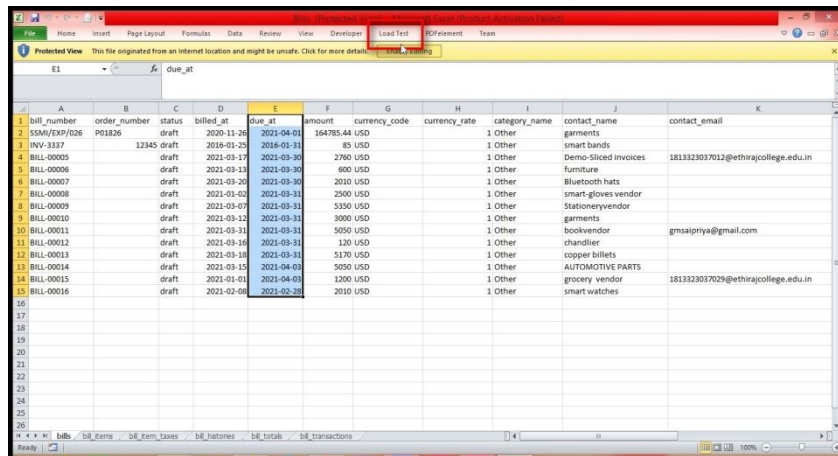 Bills [Protected View] - Microsoft Excel (Product Activation Failed)
File Home Insert Page Layout Formulas Data Review View Developer Load Test PDFelement Team
Protected View This file originated from an Internet location and might be unsafe. Click for more details. Enable Editing
E1 fx due_at
A B C D E F G H I J K
1 bill_number order_number status billed_at due_at amount currency_code currency_rate category_name contact_name contact_email
2 SSMI/EXP/026 P01826 draft 2020-11-26 2021-04-01 164785.44 USD 1 Other garments
3 INV-3337 12345 draft 2016-01-25 2016-01-31 85 USD 1 Other smart bands
4 BILL-00005 draft 2021-03-17 2021-03-30 2760 USD 1 Other Demo-Sliced invoices 1813323037012@ethirajcollege.edu.in
5 BILL-00006 draft 2021-03-13 2021-03-30 600 USD 1 Other furniture
6 BILL-00007 draft 2021-03-20 2021-03-30 2010 USD 1 Other Bluetooth hats
7 BILL-00008 draft 2021-01-02 2021-03-31 2500 USD 1 Other smart-gloves vendor
8 BILL-00009 draft 2021-03-07 2021-03-31 5350 USD 1 Other Stationeryvendor
9 BILL-00010 draft 2021-03-12 2021-03-31 3000 USD 1 Other garments
10 BILL-00011 draft 2021-03-31 2021-03-31 5050 USD 1 Other bookvendor gmsaipriya@gmail.com
11 BILL-00012 draft 2021-03-16 2021-03-31 120 USD 1 Other chandlier
12 BILL-00013 draft 2021-03-18 2021-03-31 5170 USD 1 Other copper billets
13 BILL-00014 draft 2021-03-15 2021-04-03 5050 USD 1 Other AUTOMOTIVE PARTS
14 BILL-00015 draft 2021-01-01 2021-04-03 1200 USD 1 Other grocery vendor 1813323037029@ethirajcollege.edu.in
15 BILL-00016 draft 2021-02-08 2021-02-28 2010 USD 1 Other smart watches
16
17
18
19
20
21
22
23
24
25
26
bills bill_items bill_item_taxes bill_histories bill_totals bill_transactions
Ready 100%